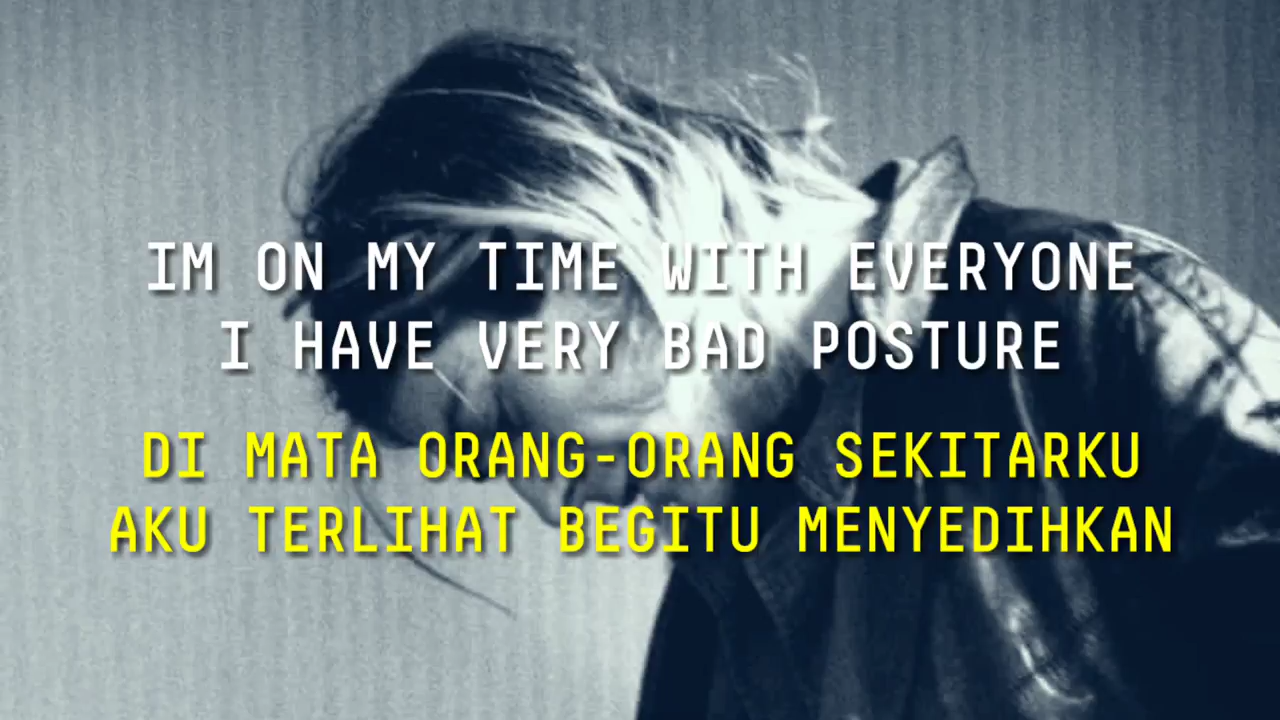 IM ON MY TIME WITH EVERYONE
I HAVE VERY BAD POSTURE
DI MATA ORANG-ORANG SEKITARKU
AKU TERLIHAT BEGITU MENYEDIHKAN